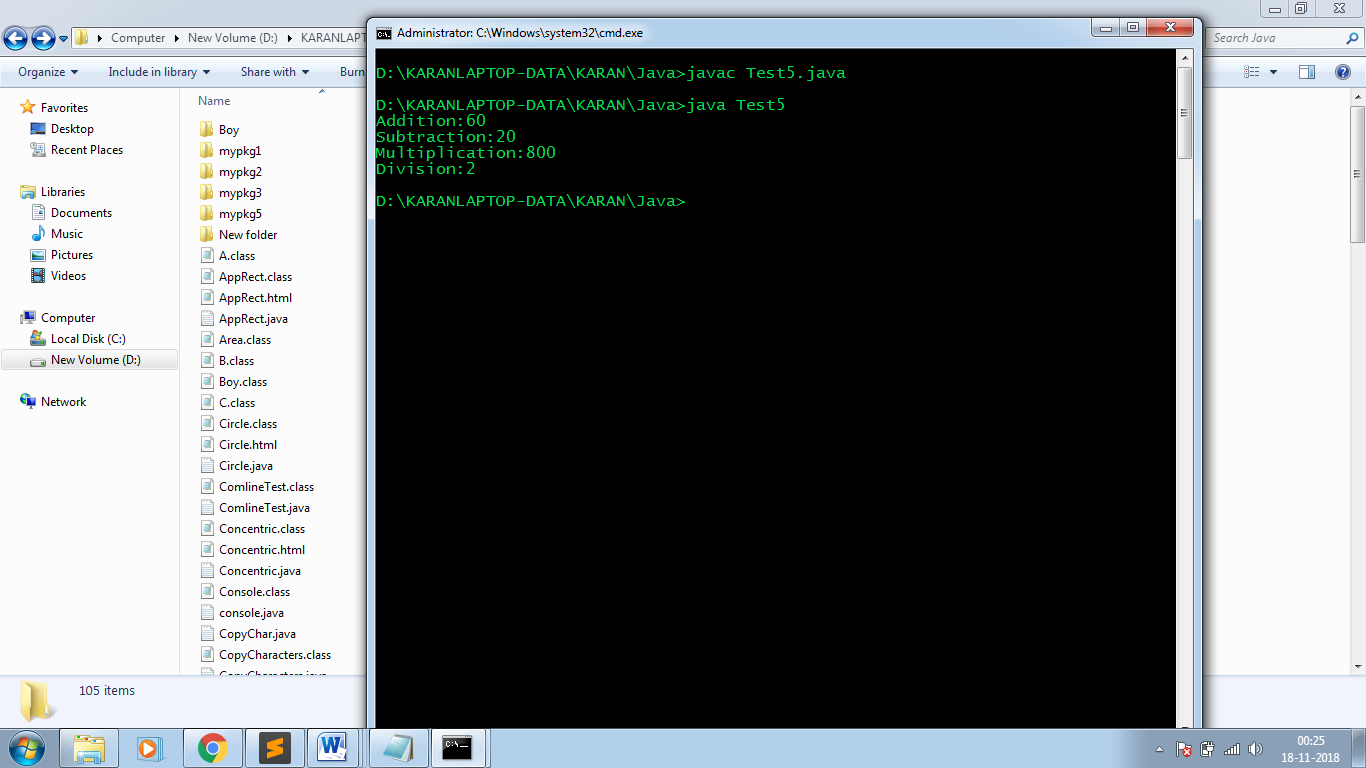 Computer
New Volume (D:)
KARANLAPT
Search Java
Organize
Include in library
Share with
Burn
Favorites
Desktop
Recent Places
Libraries
Documents
Music
Pictures
Videos
Computer
Local Disk (C:)
New Volume (D:)
Network
Name
Boy
mypkg1
mypkg2
mypkg3
mypkg5
New folder
A.class
AppRect.class
AppRect.html
AppRect.java
Area.class
B.class
Boy.class
C.class
Circle.class
Circle.html
Circle.java
ComlineTest.class
ComlineTest.java
Concentric.class
Concentric.html
Concentric.java
Console.class
console.java
CopyChar.java
CopyCharacters.class
CopyCharacters.java
105 items
Administrator: C:\Windows\system32\cmd.exe
D:\KARANLAPTOP-DATA\KARAN\Java>javac Test5.java
D:\KARANLAPTOP-DATA\KARAN\Java>java Test5
Addition:60
Subtraction:20
Multiplication:800
Division:2
D:\KARANLAPTOP-DATA\KARAN\Java>
00:25
18-11-2018